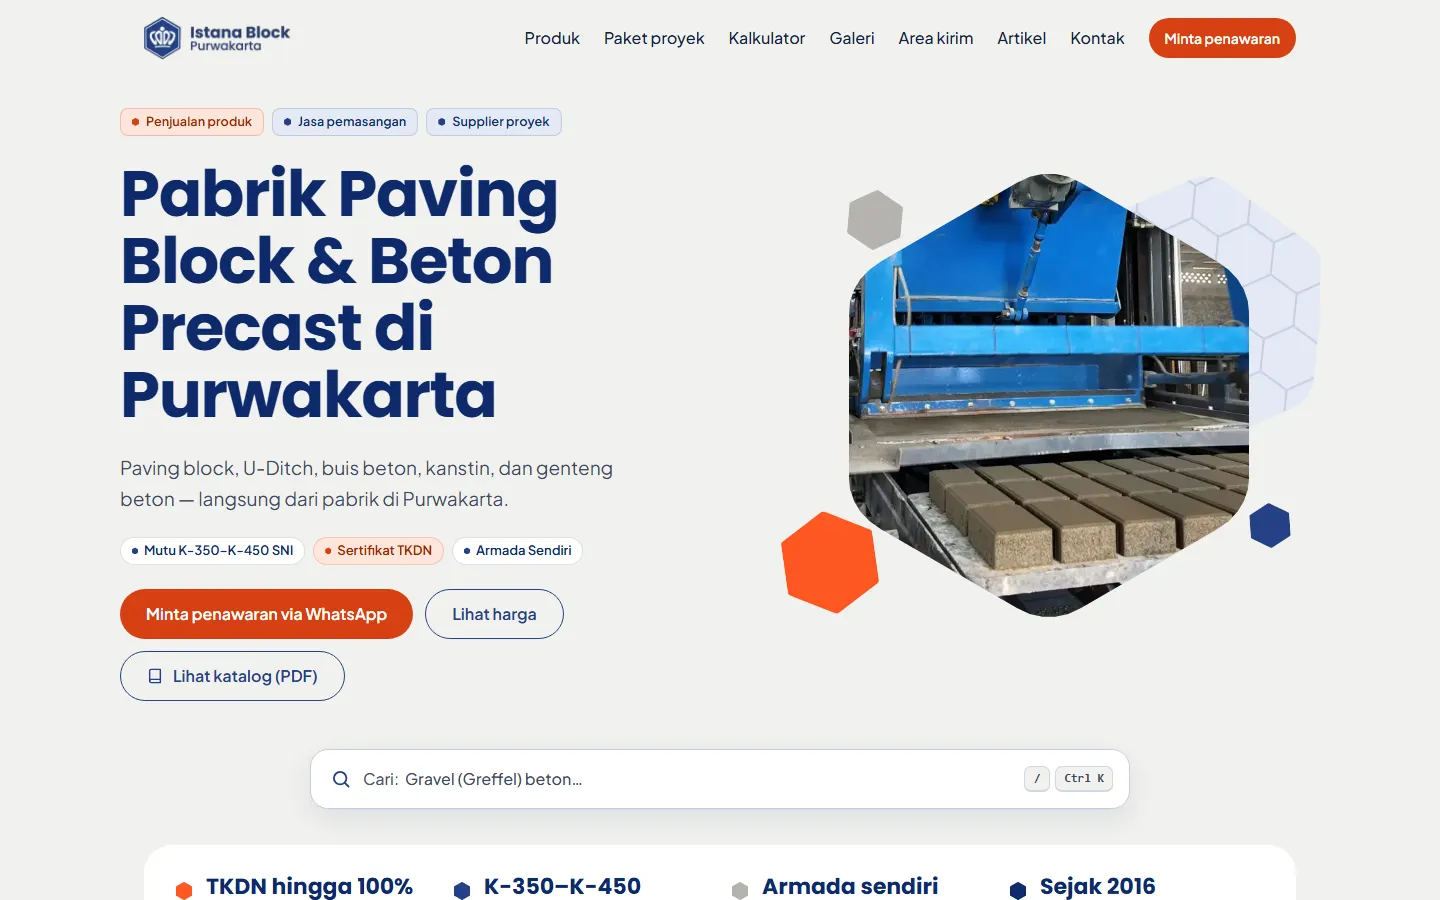 Istana Block
Purwakarta
Produk
Paket proyek
Kalkulator
Galeri
Area kirim
Artikel
Kontak
Minta penawaran
Penjualan produk
Jasa pemasangan
Supplier proyek
Pabrik Paving
Block & Beton
Precast di
Purwakarta
Paving block, U-Ditch, buis beton, kanstin, dan genteng
beton — langsung dari pabrik di Purwakarta.
Mutu K-350–K-450 SNI
Sertifikat TKDN
Armada Sendiri
Minta penawaran via WhatsApp
Lihat harga
Lihat katalog (PDF)
Cari: Gravel (Greffel) beton…
/
Ctrl K
TKDN hingga 100%
K-350–K-450
Armada sendiri
Sejak 2016